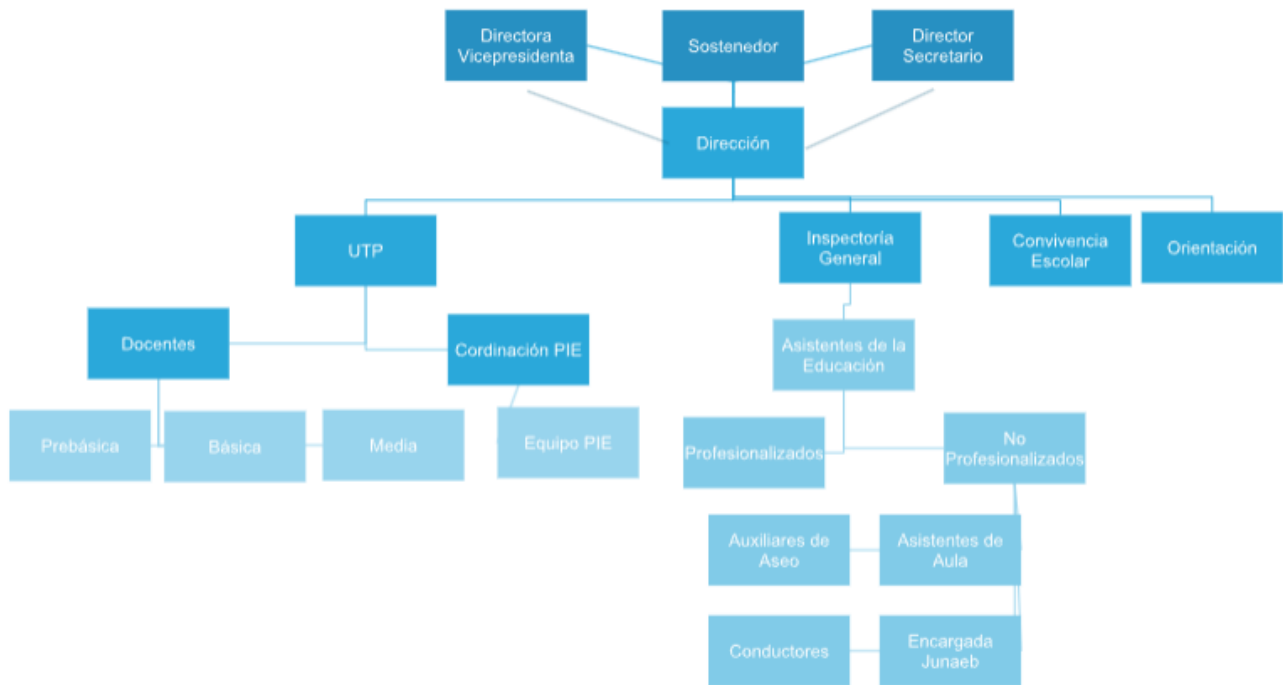 Directora
Vicepresidenta
Sostenedor
Director
Secretario
Dirección
UTP
Inspectoría
General
Convivencia
Escolar
Orientación
Docentes
Cordinación PIE
Asistentes de la
Educación
Prebásica
Básica
Media
Equipo PIE
Profesionalizados
No
Profesionalizados
Auxiliares de
Aseo
Asistentes de
Aula
Conductores
Encargada
Junaeb